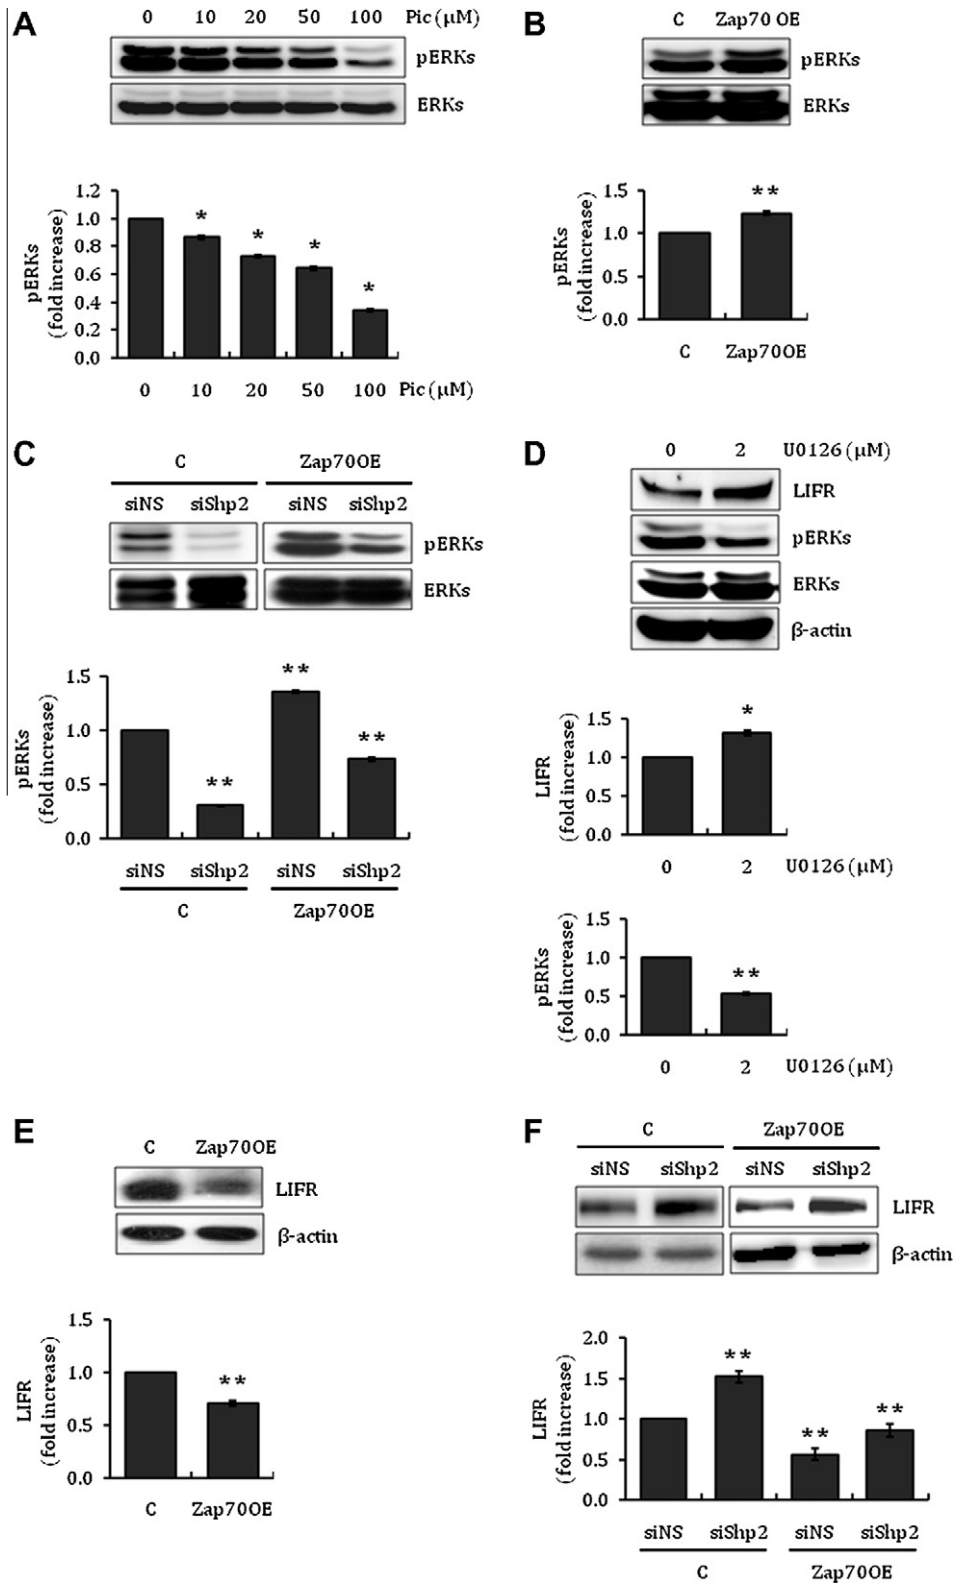 A
0 10 20 50 100 Pic (µM)
pERKs
ERKs
pERKs
(fold increase)
1.2
1.0
0.8
0.6
0.4
0.2
0.0
*
*
*
*
0 10 20 50 100 Pic (µM)
B
C Zap70 OE
pERKs
ERKs
pERKs
(fold increase)
1.5
1.0
0.5
0.0
**
C Zap70OE
C
C Zap70OE
siNS siShp2 siNS siShp2
pERKs
ERKs
pERKs
(fold increase)
1.5
1.0
0.5
0.0
**
**
**
siNS siShp2 siNS siShp2
C Zap70OE
D
0 2 U0126 (µM)
LIFR
pERKs
ERKs
β-actin
LIFR
(fold increase)
1.5
1.0
0.5
0.0
*
0 2 U0126 (µM)
pERKs
(fold increase)
1.5
1.0
0.5
0.0
**
0 2 U0126 (µM)
E
C Zap70OE
LIFR
β-actin
LIFR
(fold increase)
1.5
1.0
0.5
0.0
**
C Zap70OE
F
C Zap70OE
siNS siShp2 siNS siShp2
LIFR
β-actin
LIFR
(fold increase)
2.0
1.5
1.0
0.5
0.0
**
**
**
siNS siShp2 siNS siShp2
C Zap70OE